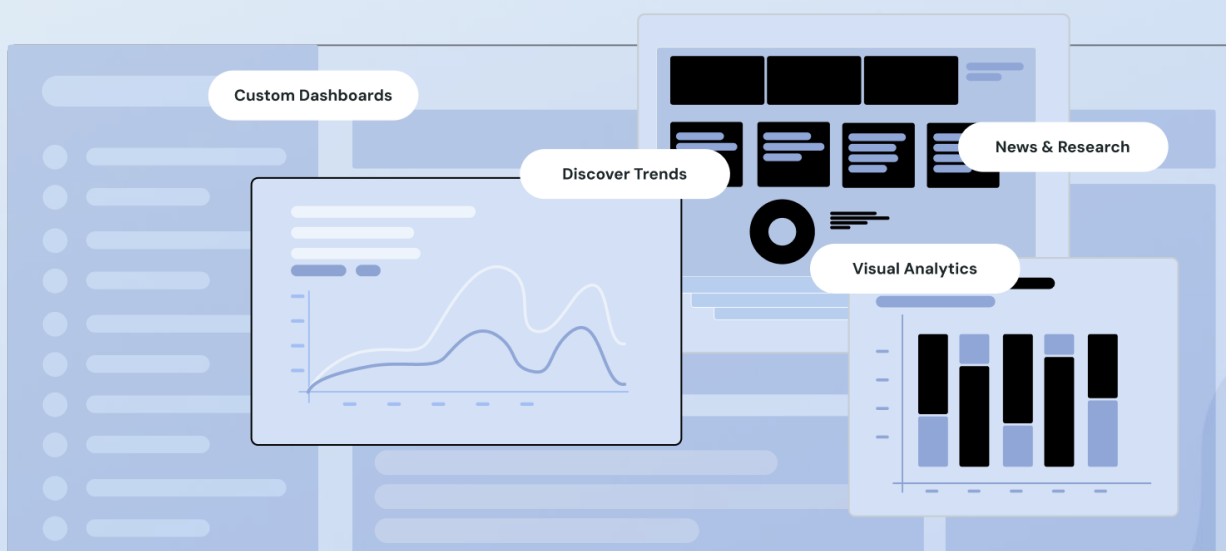 Custom Dashboards
News & Research
Discover Trends
Visual Analytics